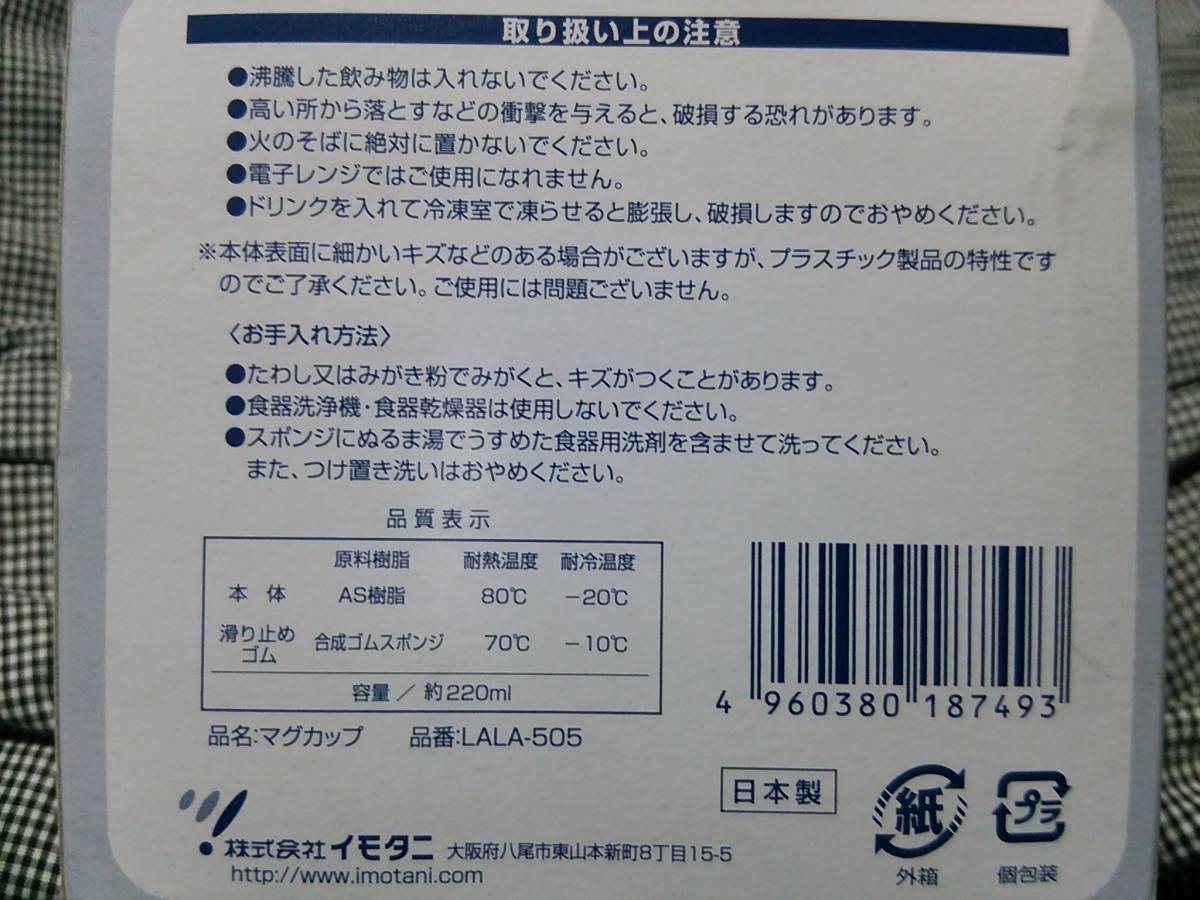 取り扱い上の注意
●沸騰した飲み物は入れないでください。
●高い所から落とすなどの衝撃を与えると、破損する恐れがあります。
●火のそばに絶対に置かないでください。
●電子レンジではご使用になれません。
●ドリンクを入れて冷凍室で凍らせると膨張し、破損しますのでおやめください。
※本体表面に細かいキズなどのある場合がございますが、プラスチック製品の特性です
のでご了承ください。ご使用には問題ございません。
〈お手入れ方法〉
●たわし又はみがき粉でみがくと、キズがつくことがあります。
●食器洗浄機・食器乾燥器は使用しないでください。
●スポンジにぬるま湯でうすめた食器用洗剤を含ませて洗ってください。
また、つけ置き洗いはおやめください。
品質表示
原料樹脂 耐熱温度 耐冷温度
本体 AS樹脂 80℃ －20℃
滑り止め
ゴム 合成ゴムスポンジ 70℃ －10℃
容量 ／ 約220ml
4 960380 187493
品名:マグカップ 品番:LALA-505
日本製
紙
外箱
プラ
個包装
株式会社イモタニ 大阪府八尾市東山本新町8丁目15-5
http://www.imotani.com